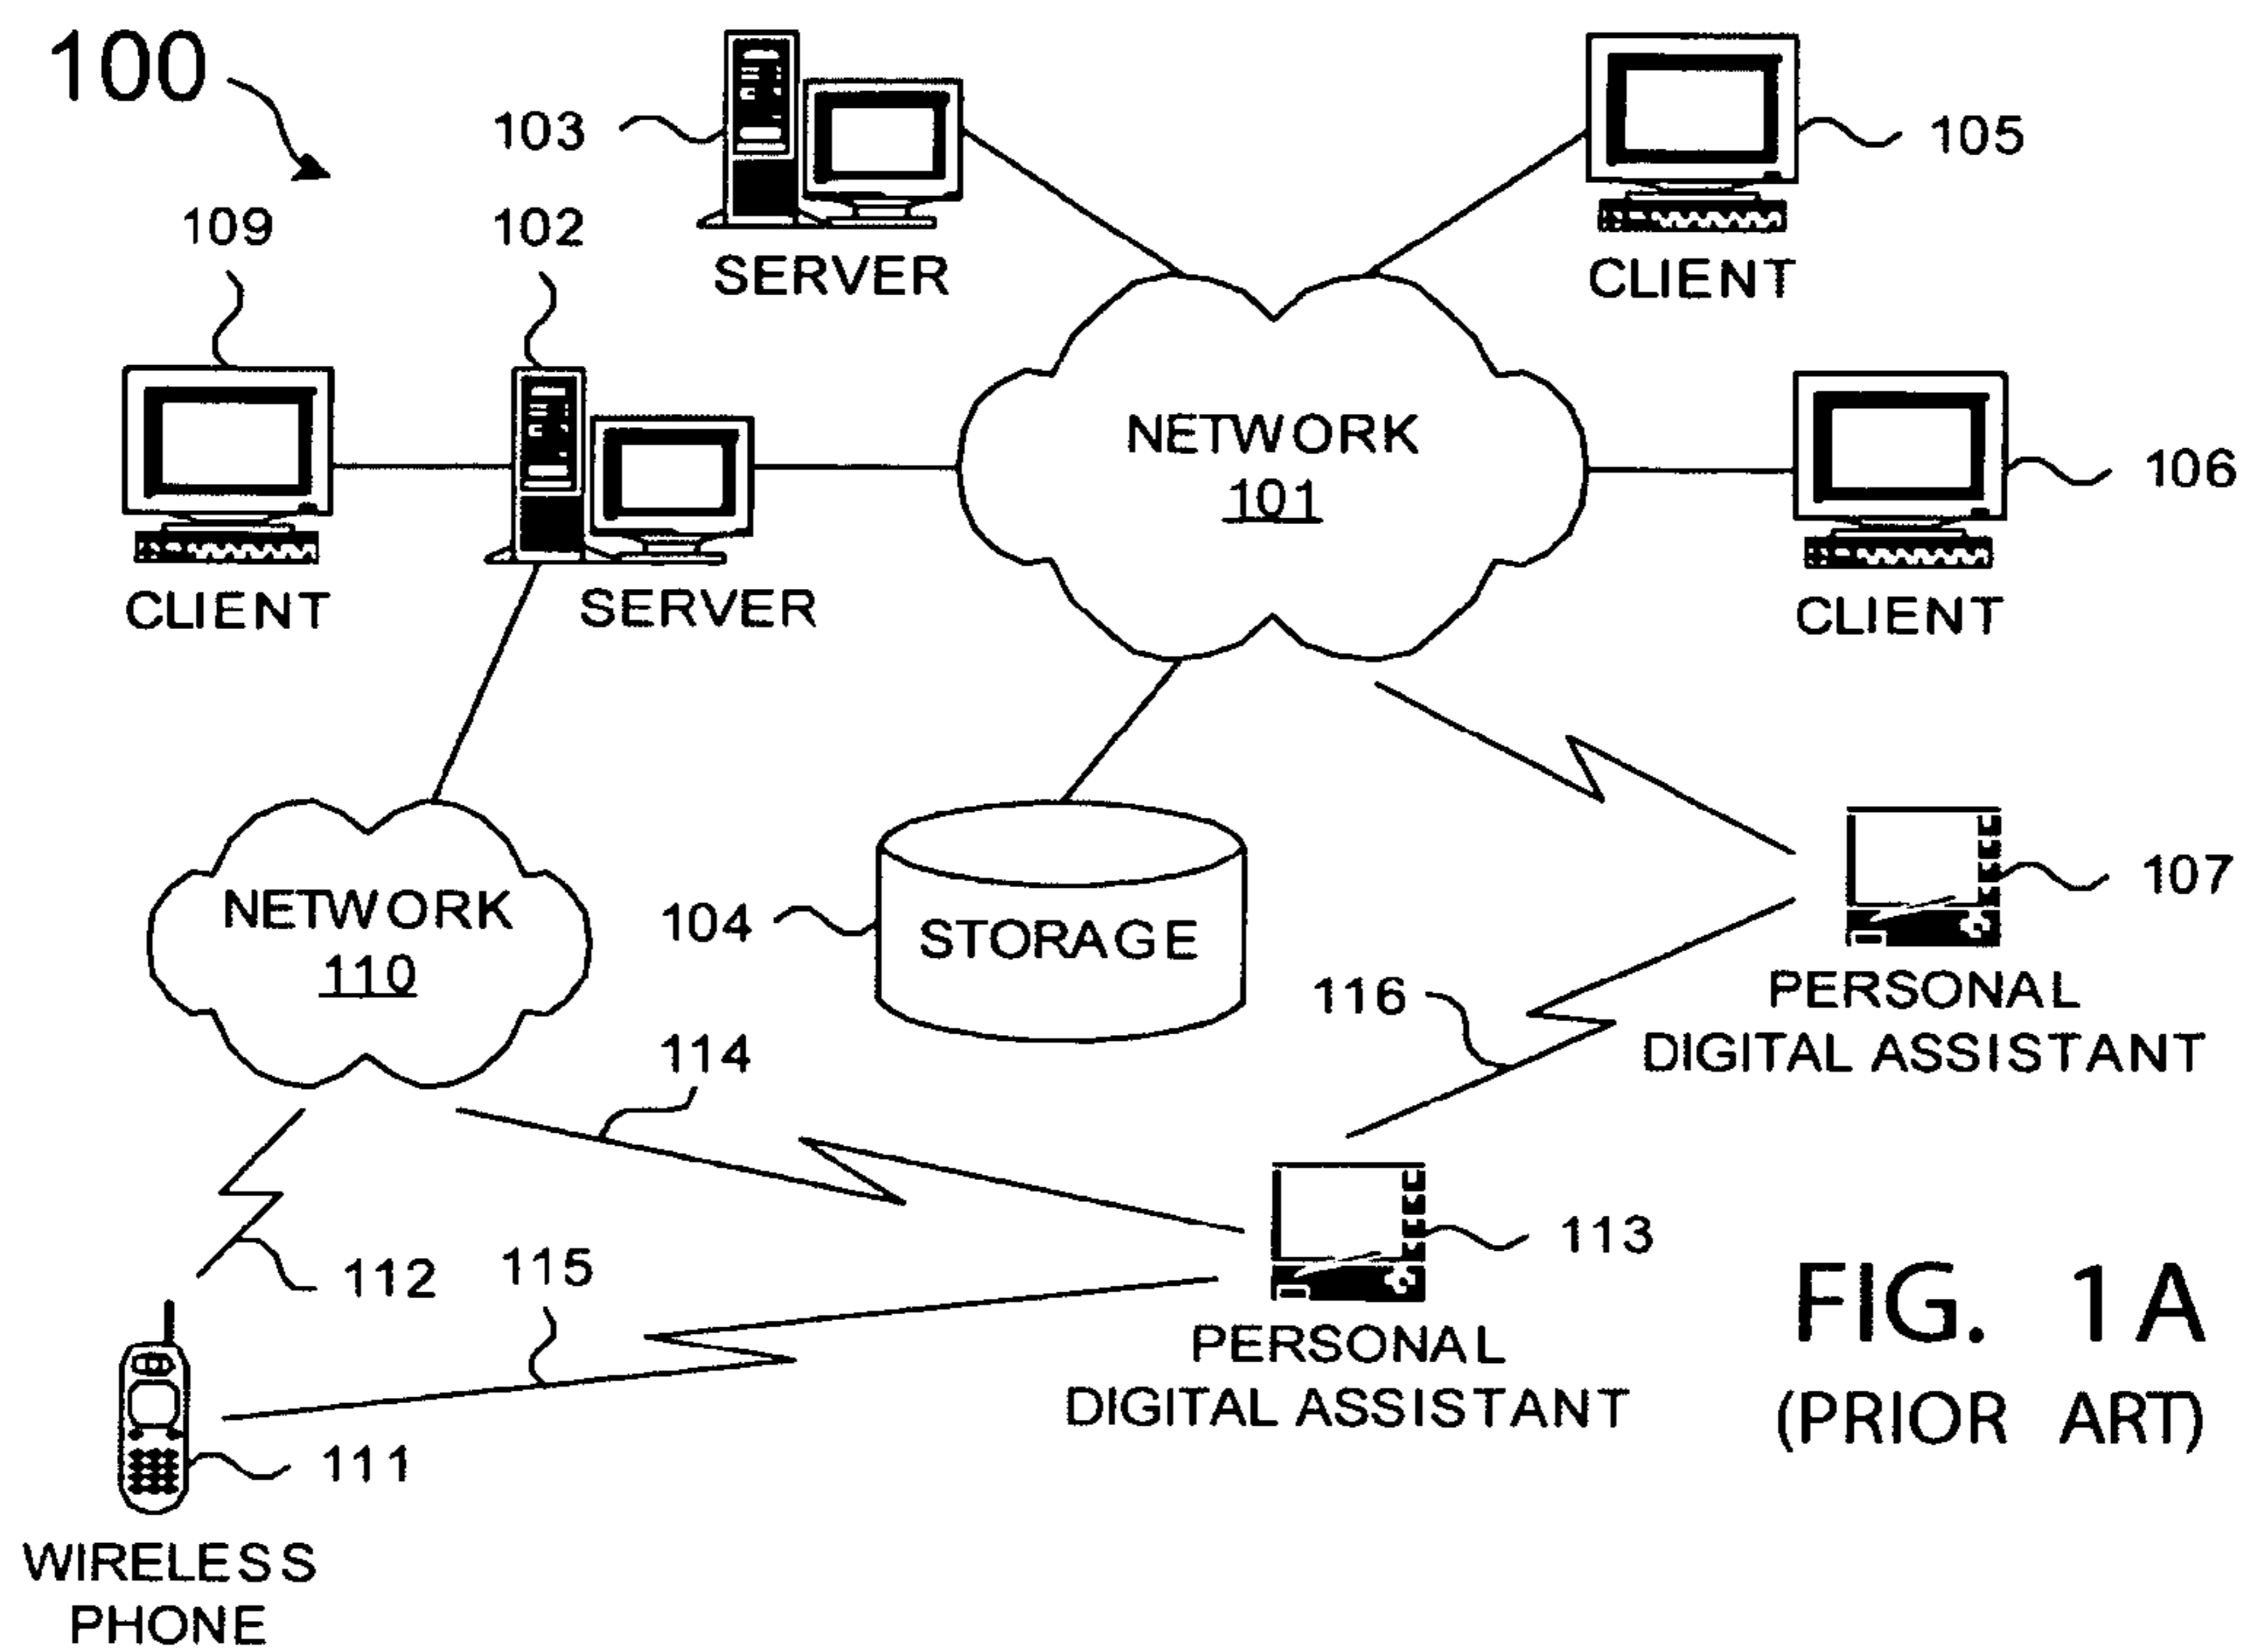 100
103
105
109
102
SERVER
CLIENT
NETWORK
101
106
CLIENT
SERVER
CLIENT
107
NETWORK
110
104
STORAGE
116
PERSONAL
DIGITAL ASSISTANT
114
113
112
115
PERSONAL
DIGITAL ASSISTANT
FIG. 1A
(PRIOR ART)
111
WIRELESS
PHONE